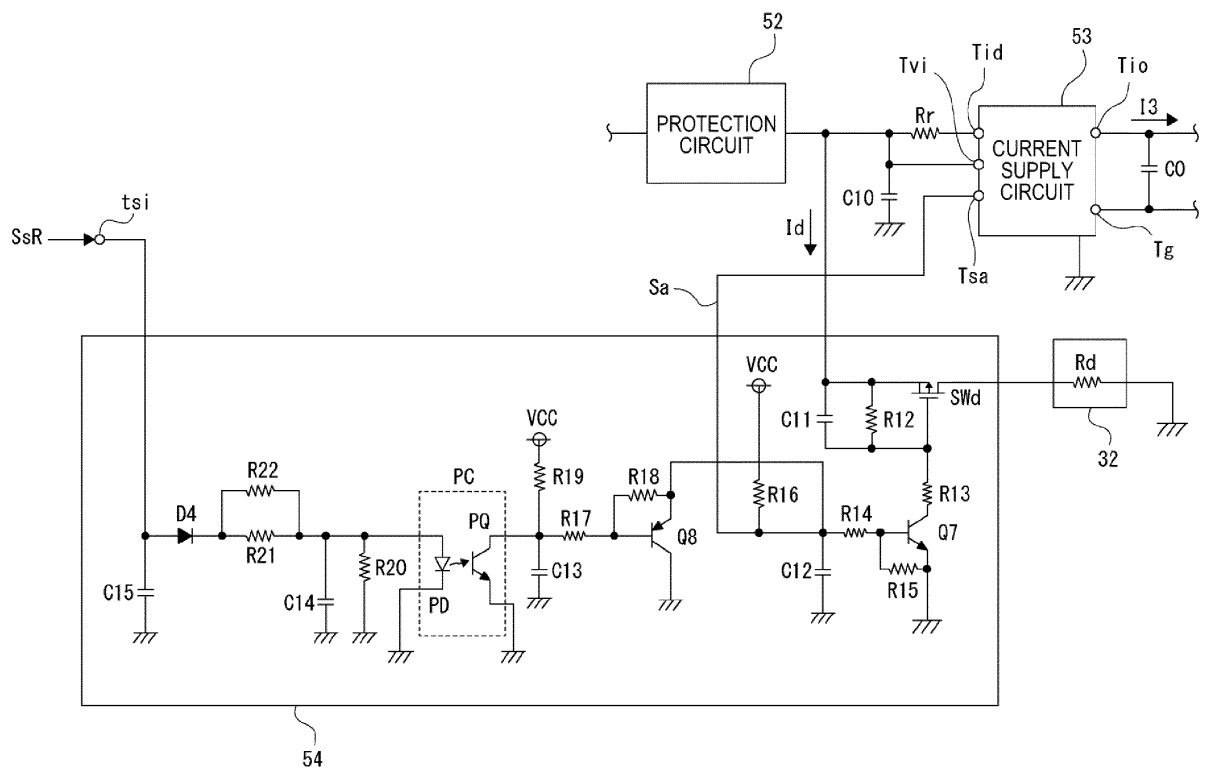 52
53
Tvi
Tid
Tio
I3
Rr
PROTECTION
CIRCUIT
CURRENT
SUPPLY
CIRCUIT
C0
C10
tsi
SsR
Id
Tsa
Tg
Sa
VCC
Rd
SWd
C11
R12
32
VCC
R22
PC
R19
R18
R16
R13
D4
PQ
R17
R14
Q7
R21
Q8
R20
C13
C12
R15
C15
C14
PD
54